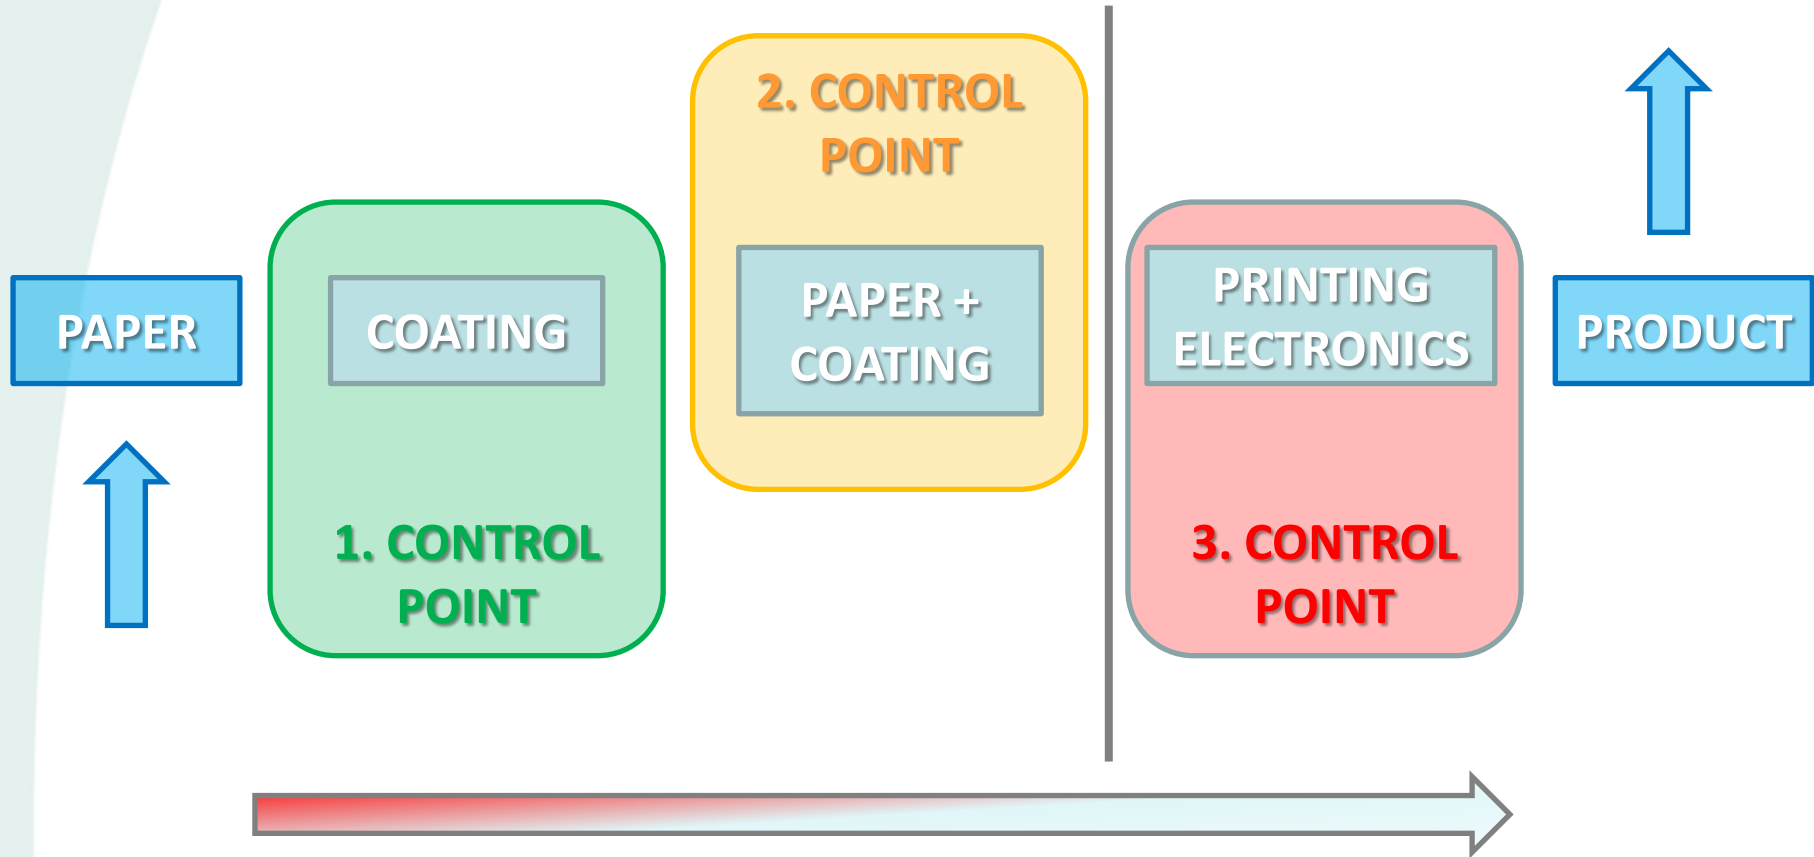 PAPER
COATING
1. CONTROL
POINT
2. CONTROL
POINT
PAPER +
COATING
PRINTING
ELECTRONICS
3. CONTROL
POINT
PRODUCT